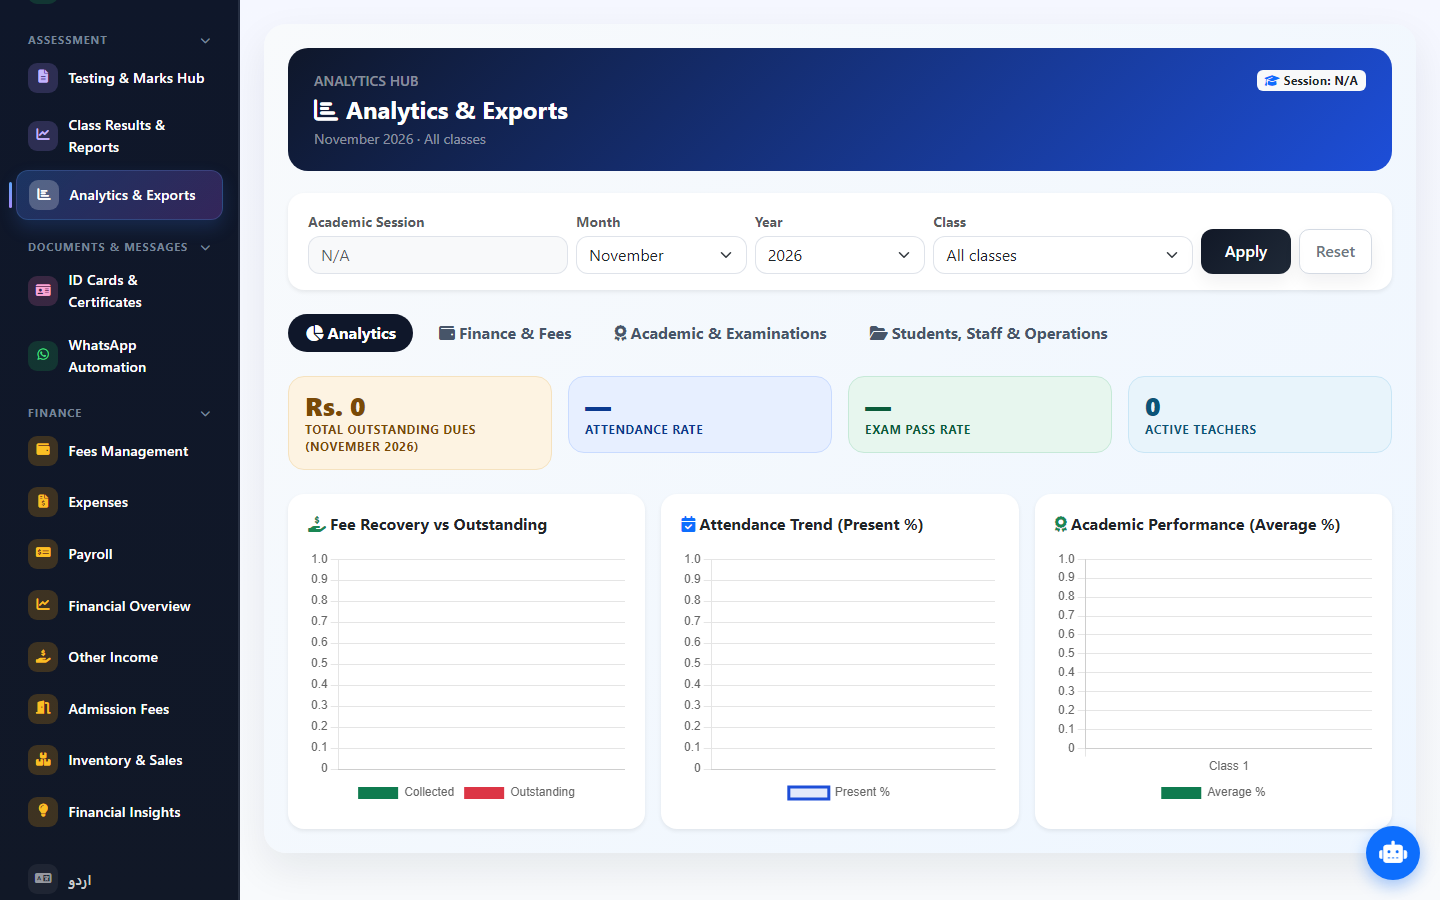 ASSESSMENT
Testing & Marks Hub
Class Results &
Reports
Analytics & Exports
DOCUMENTS & MESSAGES
ID Cards &
Certificates
WhatsApp
Automation
FINANCE
Fees Management
Expenses
Payroll
Financial Overview
Other Income
Admission Fees
Inventory & Sales
Financial Insights
اردو
ANALYTICS HUB
Analytics & Exports
November 2026 · All classes
Session: N/A
Academic Session
N/A
Month
November
Year
2026
Class
All classes
Apply
Reset
Analytics
Finance & Fees
Academic & Examinations
Students, Staff & Operations
Rs. 0
TOTAL OUTSTANDING DUES
(NOVEMBER 2026)
—
ATTENDANCE RATE
—
EXAM PASS RATE
0
ACTIVE TEACHERS
Fee Recovery vs Outstanding
1.0
0.9
0.8
0.7
0.6
0.5
0.4
0.3
0.2
0.1
0
Collected
Outstanding
Attendance Trend (Present %)
1.0
0.9
0.8
0.7
0.6
0.5
0.4
0.3
0.2
0.1
0
Present %
Academic Performance (Average %)
1.0
0.9
0.8
0.7
0.6
0.5
0.4
0.3
0.2
0.1
0
Class 1
Average %